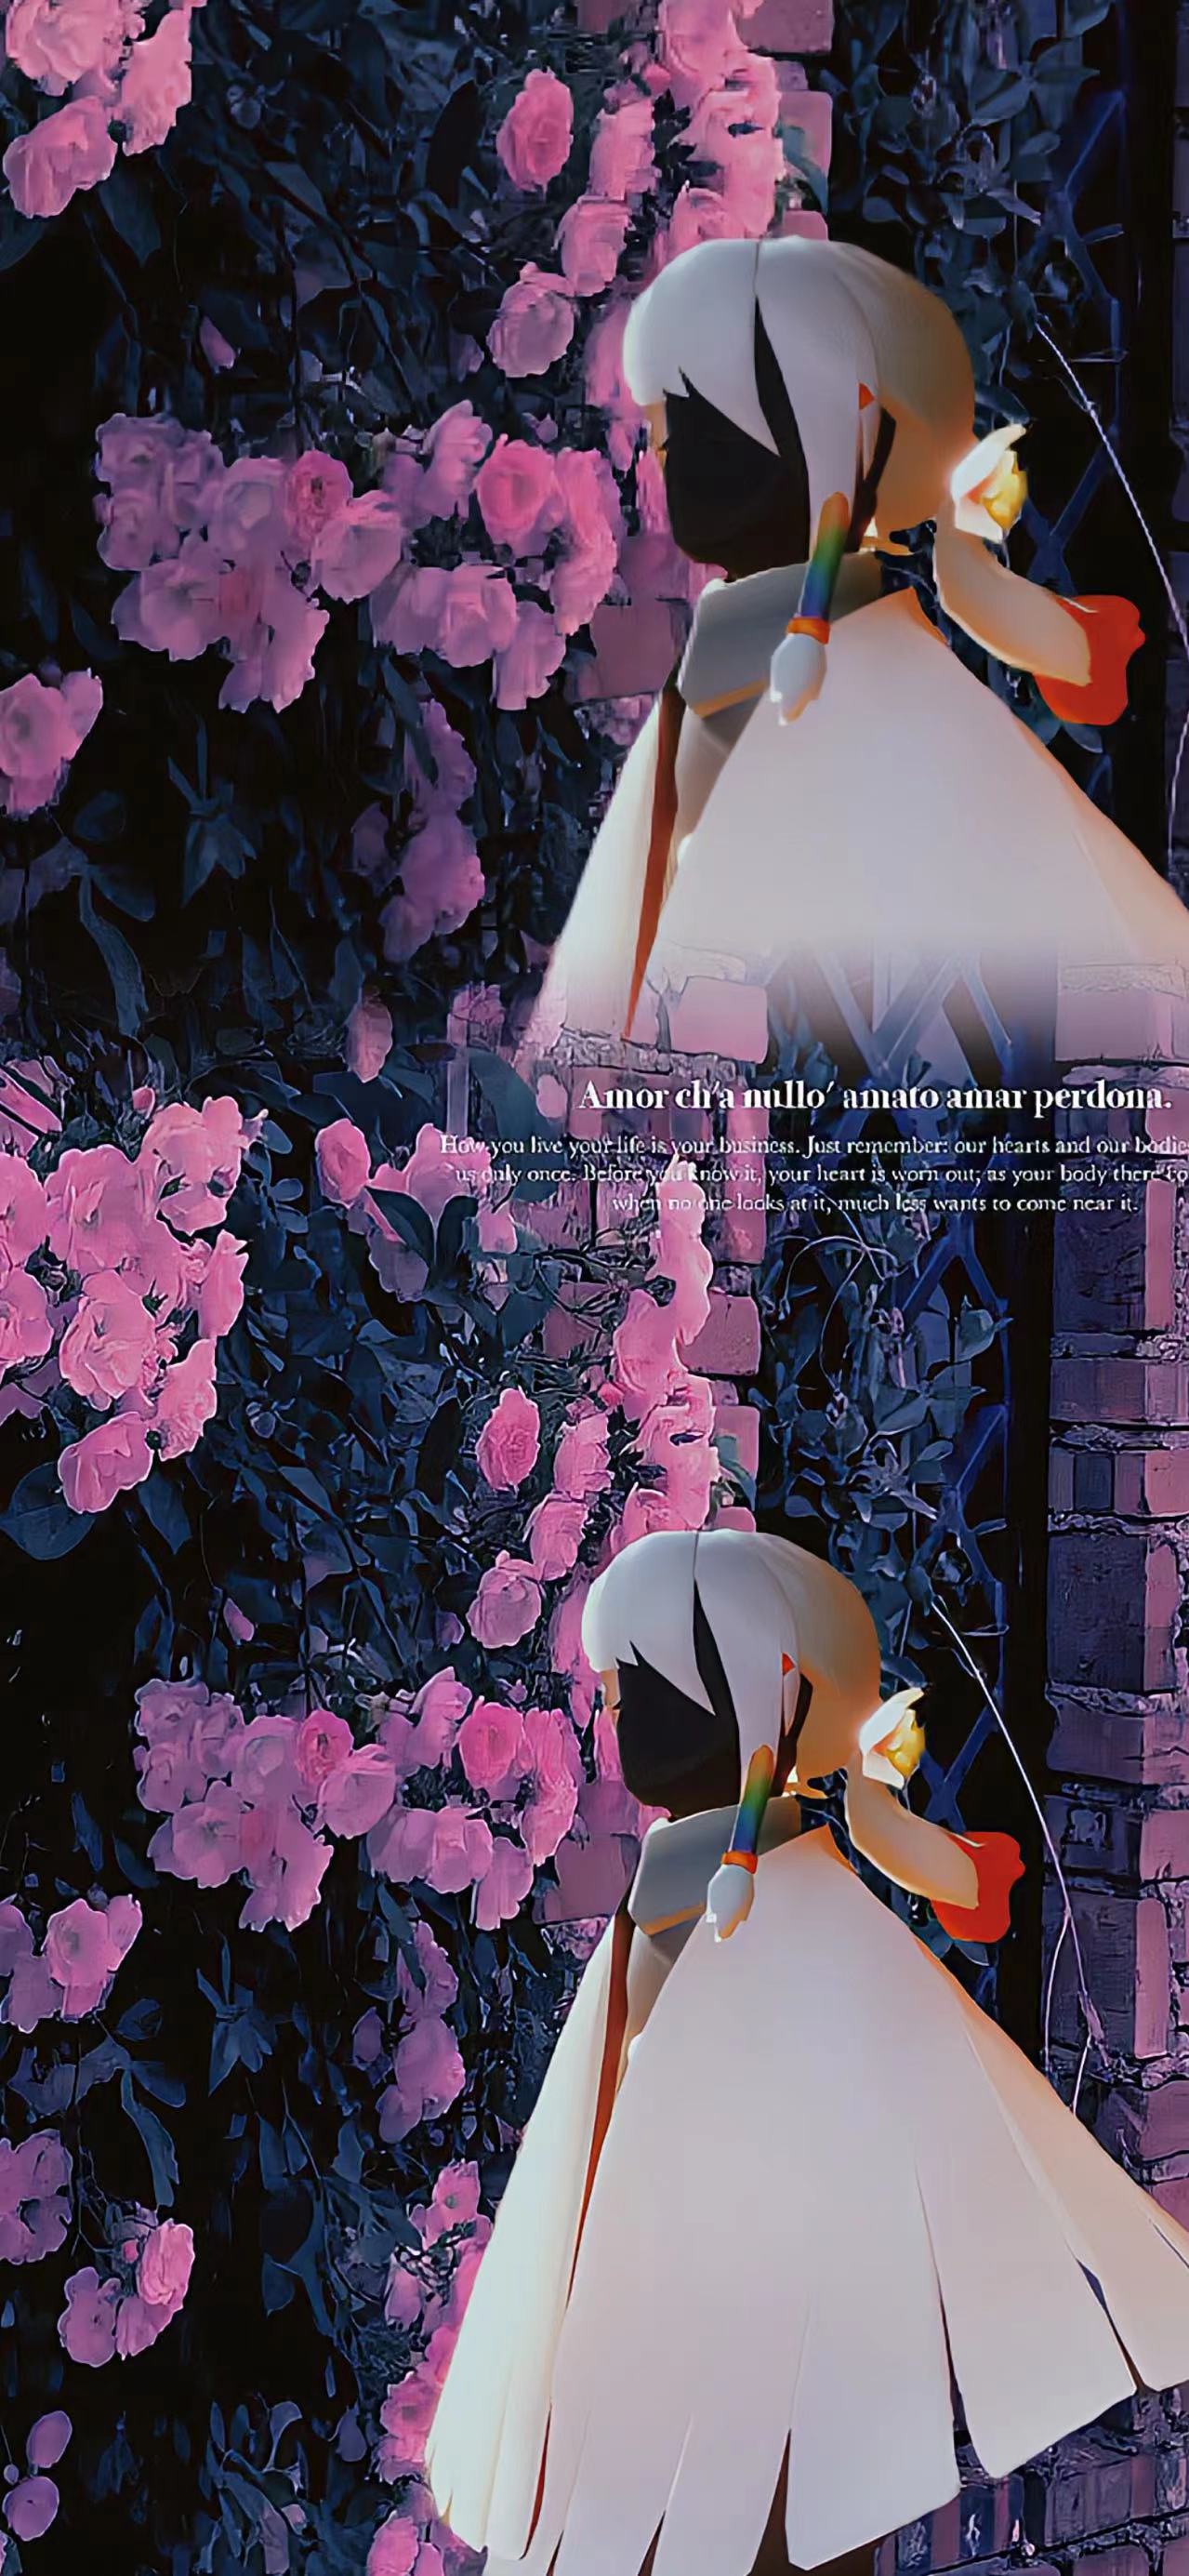 Amor ch'a nullo' amato amar perdona.
How you live your life is your business. Just remember: our hearts and our bodie
us only once. Before you know it, your heart is worn out; as your body there co
when no one looks at it, much less wants to come near it.